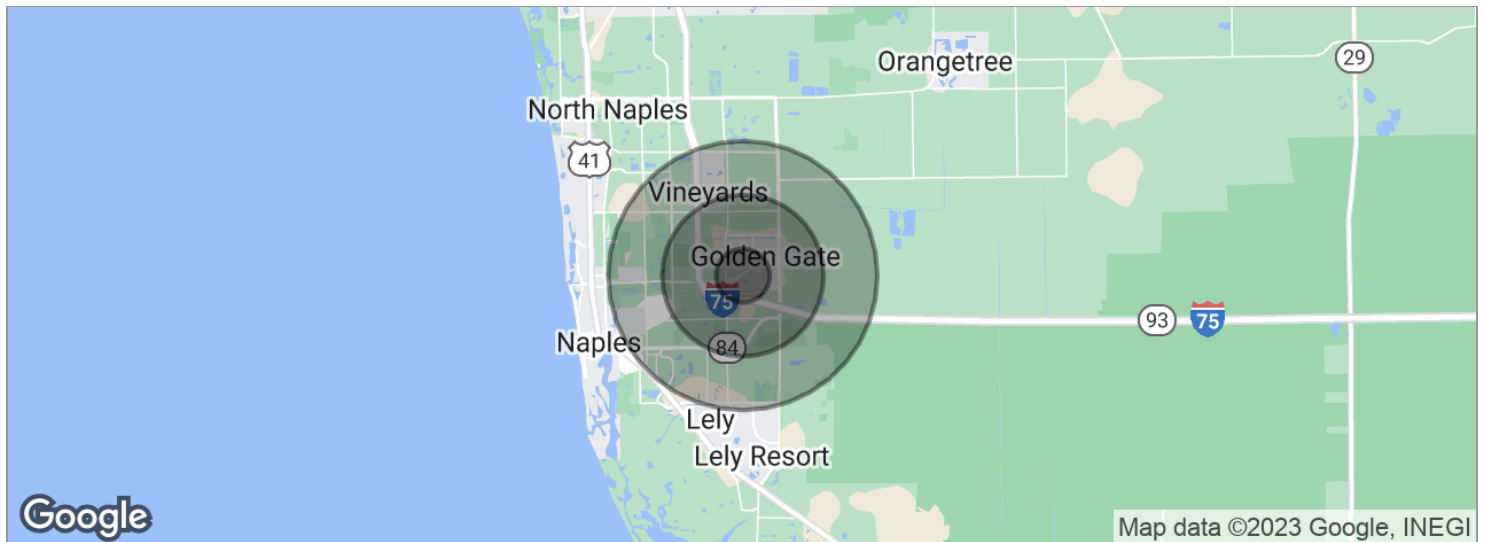 Orangetree
29
North Naples
41
Vineyards
Golden Gate
75
93
75
Naples
84
Lely
Lely Resort
Google
Map data ©2023 Google, INEGI